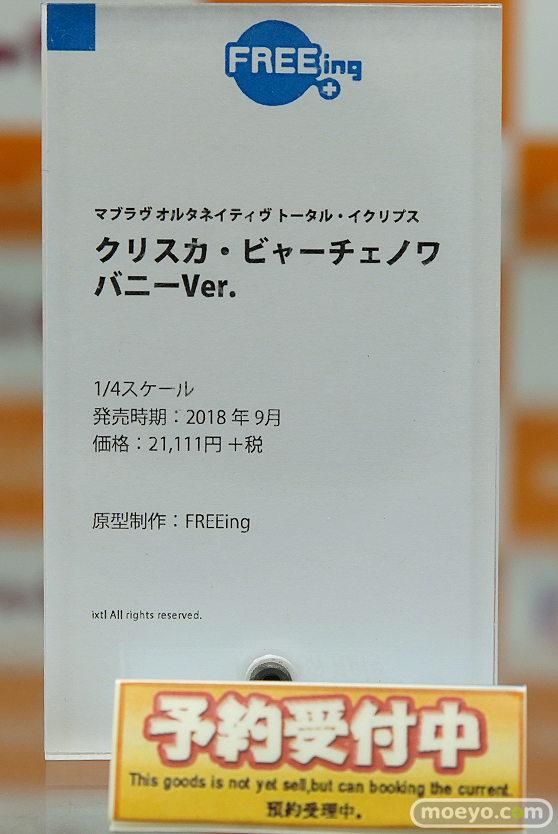 FREEing
マブラヴ オルタネイティヴ トータル・イクリプス
クリスカ・ビャーチェノワ
バニーVer.
1/4スケール
発売時期：2018 年 9月
価格：21,111円＋税
原型制作：FREEing
ixtl All rights reserved.
予約受付中
This goods is not yet sell,but can booking the current.
预約受理中。
moeyo.com